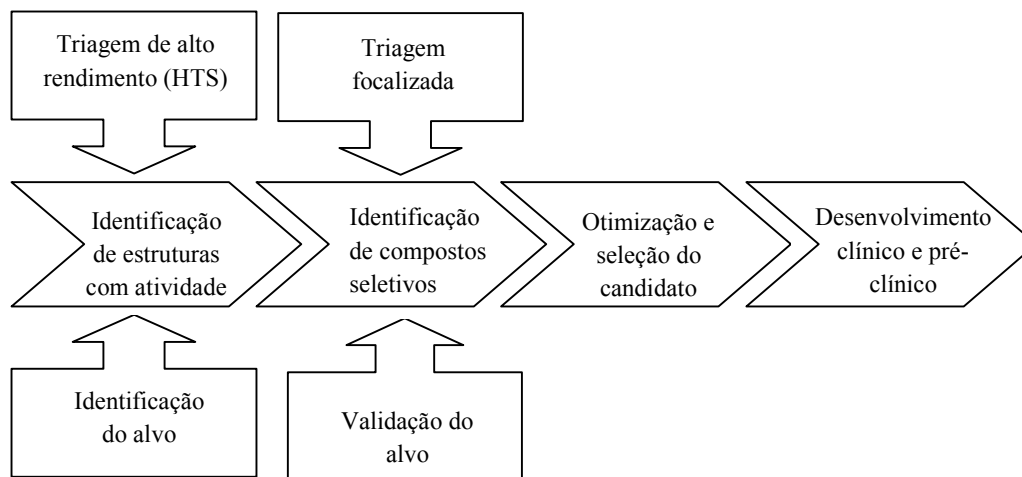 Triagem de alto
rendimento (HTS)
Triagem
focalizada
Identificação
de estruturas
com atividade
Identificação
de compostos
seletivos
Otimização e
seleção do
candidato
Desenvolvimento
clínico e pré-
clínico
Identificação
do alvo
Validação do
alvo